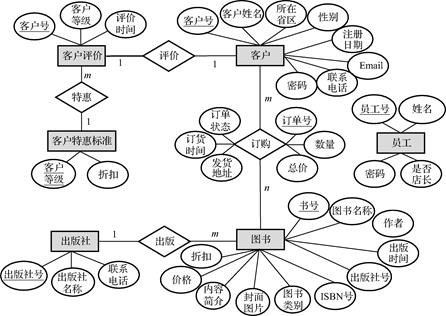 客户号
客户
等级
评价
时间
客户评价
1
评价
1
客户
客户号
客户姓名
所在
省区
性别
注册
日期
Email
联系
电话
密码
m
特惠
1
客户特惠标准
客户
等级
折扣
m
订单
状态
订单号
订货
时间
订购
数量
发货
地址
总价
n
员工号
姓名
员工
密码
是否
店长
出版社
1
出版
m
图书
出版社号
出版社
名称
联系
电话
书号
图书名称
作者
出版
时间
出版社号
ISBN号
图书
类别
封面
图片
内容
简介
价格
折扣